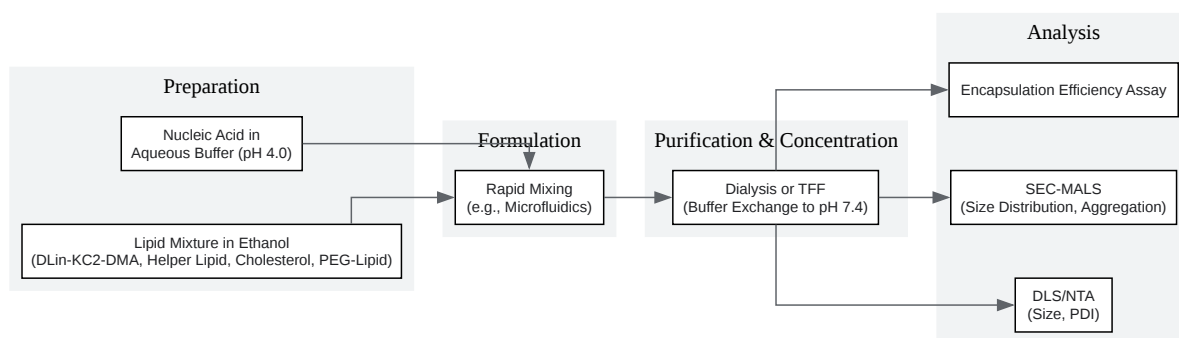 Preparation
Nucleic Acid in
Aqueous Buffer (pH 4.0)
Lipid Mixture in Ethanol
(DLin-KC2-DMA, Helper Lipid, Cholesterol, PEG-Lipid)
Formulation
Rapid Mixing
(e.g., Microfluidics)
Purification & Concentration
Dialysis or TFF
(Buffer Exchange to pH 7.4)
Analysis
Encapsulation Efficiency Assay
SEC-MALS
(Size Distribution, Aggregation)
DLS/NTA
(Size, PDI)